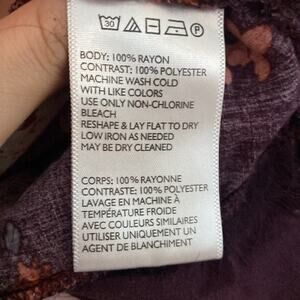 30 P
BODY: 100% RAYON
CONTRAST: 100% POLYESTER
MACHINE WASH COLD
WITH LIKE COLORS
USE ONLY NON-CHLORINE
BLEACH
RESHAPE & LAY FLAT TO DRY
LOW IRON AS NEEDED
MAY BE DRY CLEANED
CORPS: 100% RAYONNE
CONTRASTE: 100% POLYESTER
LAVAGE EN MACHINE À
TEMPÉRATURE FROIDE
AVEC COULEURS SIMILAIRES
UTILISER UNIQUEMENT UN
AGENT DE BLANCHIMENT